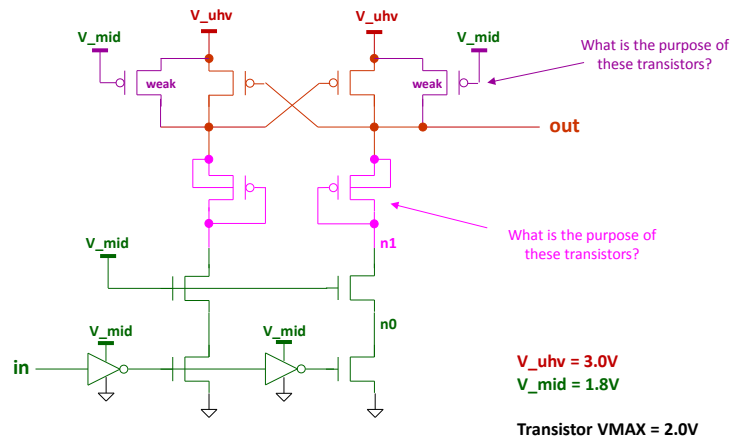 V_uhv
V_uhv
V_mid
V_mid
What is the purpose of
these transistors?
weak
weak
out
What is the purpose of
these transistors?
n1
V_mid
n0
V_mid
V_mid
in
V_uhv = 3.0V
V_mid = 1.8V
Transistor VMAX = 2.0V